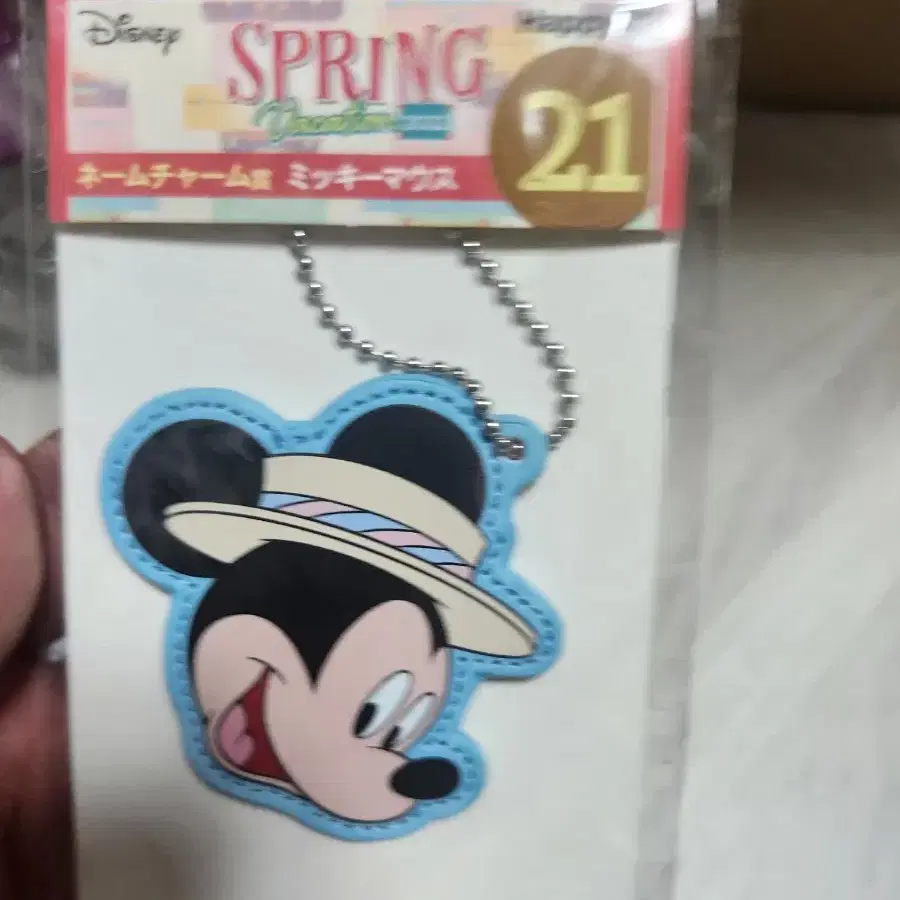 Disney
SPRING
Vacation
Happy
21
ネームチャーム賞 ミッキーマウス